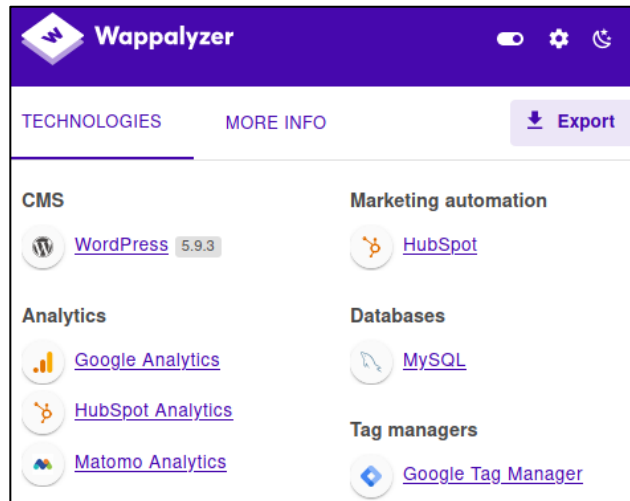 Wappalyzer
TECHNOLOGIES
MORE INFO
Export
CMS
WordPress 5.9.3
Analytics
Google Analytics
HubSpot Analytics
Matomo Analytics
Marketing automation
HubSpot
Databases
MySQL
Tag managers
Google Tag Manager